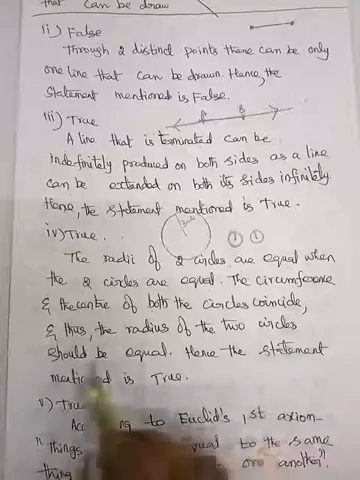 that can be draw
(ii) False
Through 2 distinct points there can be only
one line that can be drawn. Hence, the
statement mentioned is False.
(iii) True
A line that is terminated can be
indefinitely produced on both sides as a line
can be extended on both its sides infinitely.
Hence, the statement mentioned is True.
iv) True
The radii of 2 circles are equal when
the 2 circles are equal. The circumference
& the centre of both the circles coincide,
& thus, the radius of the two circles
should be equal. Hence the statement
is True.
v)
to Euclid's 1st axiom
"things to the same
thing one another".